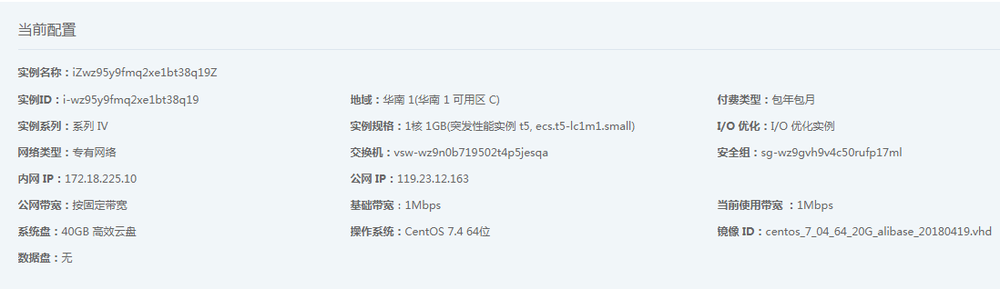 当前配置
实例名称：iZwz95y9fmq2xe1bt38q19Z
实例ID：i-wz95y9fmq2xe1bt38q19 地域：华南 1(华南 1 可用区 C) 付费类型：包年包月
实例系列：系列 IV 实例规格：1核 1GB(突发性能实例 t5, ecs.t5-lc1m1.small) I/O 优化：I/O 优化实例
网络类型：专有网络 交换机：vsw-wz9n0b719502t4p5jesqa 安全组：sg-wz9gvh9v4c50rufp17ml
内网 IP：172.18.225.10 公网 IP：119.23.12.163
公网带宽：按固定带宽 基础带宽：1Mbps 当前使用带宽 ：1Mbps
系统盘：40GB 高效云盘 操作系统：CentOS 7.4 64位 镜像 ID：centos_7_04_64_20G_alibase_20180419.vhd
数据盘：无